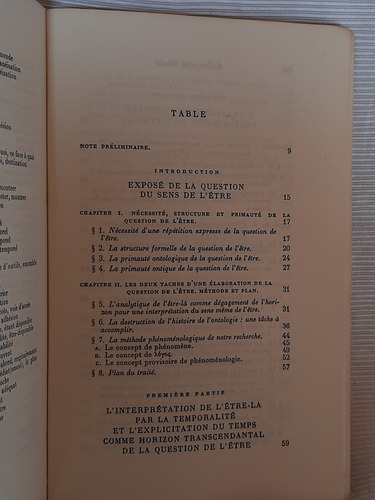 monde
TABLE
NOTE PRÉLIMINAIRE. 9
INTRODUCTION
EXPOSÉ DE LA QUESTION
DU SENS DE L'ÊTRE 15
CHAPITRE I. NÉCESSITÉ, STRUCTURE ET PRIMAUTÉ DE LA
QUESTION DE L'ÊTRE. 17
§ 1. Nécessité d'une répétition expresse de la question de
l'être. 17
§ 2. La structure formelle de la question de l'être. 20
§ 3. La primauté ontologique de la question de l'être. 24
§ 4. La primauté ontique de la question de l'être. 27
CHAPITRE II. LES DEUX TACHES D'UNE ÉLABORATION DE LA
QUESTION DE L'ÊTRE. MÉTHODE ET PLAN. 31
§ 5. L'analytique de l'être-là comme dégagement de l'hori-
zon pour une interprétation du sens même de l'être. 31
§ 6. La destruction de l'histoire de l'ontologie : une tâche à
accomplir. 36
§ 7. La méthode phénoménologique de notre recherche. 44
A. Le concept de phénomène. 45
B. Le concept de λόγος. 49
C. Le concept provisoire de phénoménologie. 52
§ 8. Plan du traité. 57
PREMIÈRE PARTIE
L'INTERPRÉTATION DE L'ÊTRE-LA
PAR LA TEMPORALITÉ
ET L'EXPLICITATION DU TEMPS
COMME HORIZON TRANSCENDANTAL
DE LA QUESTION DE L'ÊTRE 59